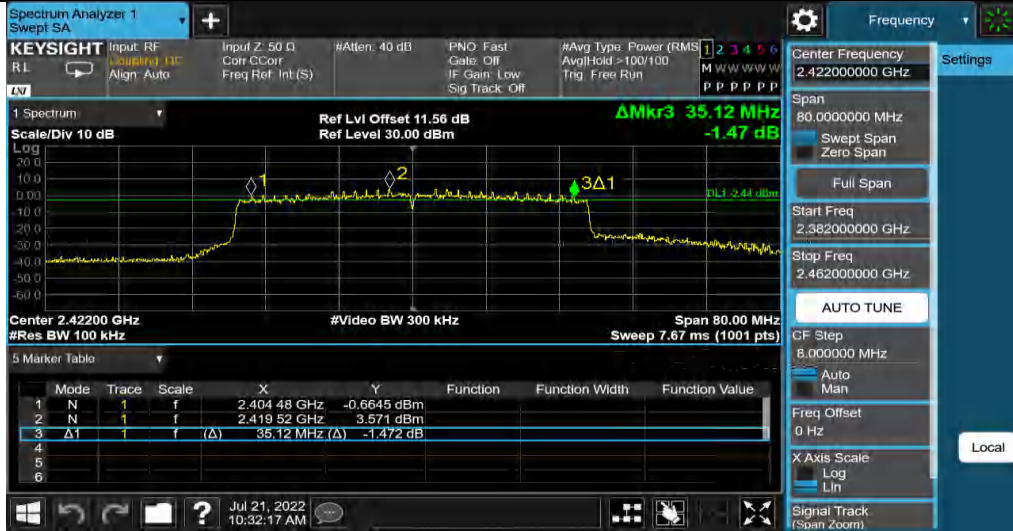 Spectrum Analyzer 1
Swept SA
+
Frequency
KEYSIGHT
RL
LXI
Input: RF
Coupling: DC
Align: Auto
Input Z: 50 Ω
Corr CCorr
Freq Ref: Int (S)
#Atten: 40 dB
PNO: Fast
Gate: Off
IF Gain: Low
Sig Track: Off
#Avg Type: Power (RMS
Avg|Hold >100/100
Trig: Free Run
1 2 3 4 5 6
M W W W W W
P P P P P P
1 Spectrum
Scale/Div 10 dB
Log
Ref Lvl Offset 11.56 dB
Ref Level 30.00 dBm
ΔMkr3 35.12 MHz
-1.47 dB
20.0
10.0
0.00
-10.0
-20.0
-30.0
-40.0
-50.0
-60.0
1
2
3Δ1
DL1 -2.44 dBm
Center 2.42200 GHz
#Res BW 100 kHz
#Video BW 300 kHz
Span 80.00 MHz
Sweep 7.67 ms (1001 pts)
5 Marker Table
Mode Trace Scale X Y Function Function Width Function Value
1 N 1 f 2.404 48 GHz -0.6645 dBm
2 N 1 f 2.419 52 GHz 3.571 dBm
3 Δ1 1 f (Δ) 35.12 MHz (Δ) -1.472 dB
4
5
6
?
Jul 21, 2022
10:32:17 AM
Center Frequency
2.422000000 GHz
Span
80.0000000 MHz
Swept Span
Zero Span
Full Span
Start Freq
2.382000000 GHz
Stop Freq
2.462000000 GHz
AUTO TUNE
CF Step
8.000000 MHz
Auto
Man
Freq Offset
0 Hz
X Axis Scale
Log
Lin
Signal Track
(Span Zoom)
Settings
Local